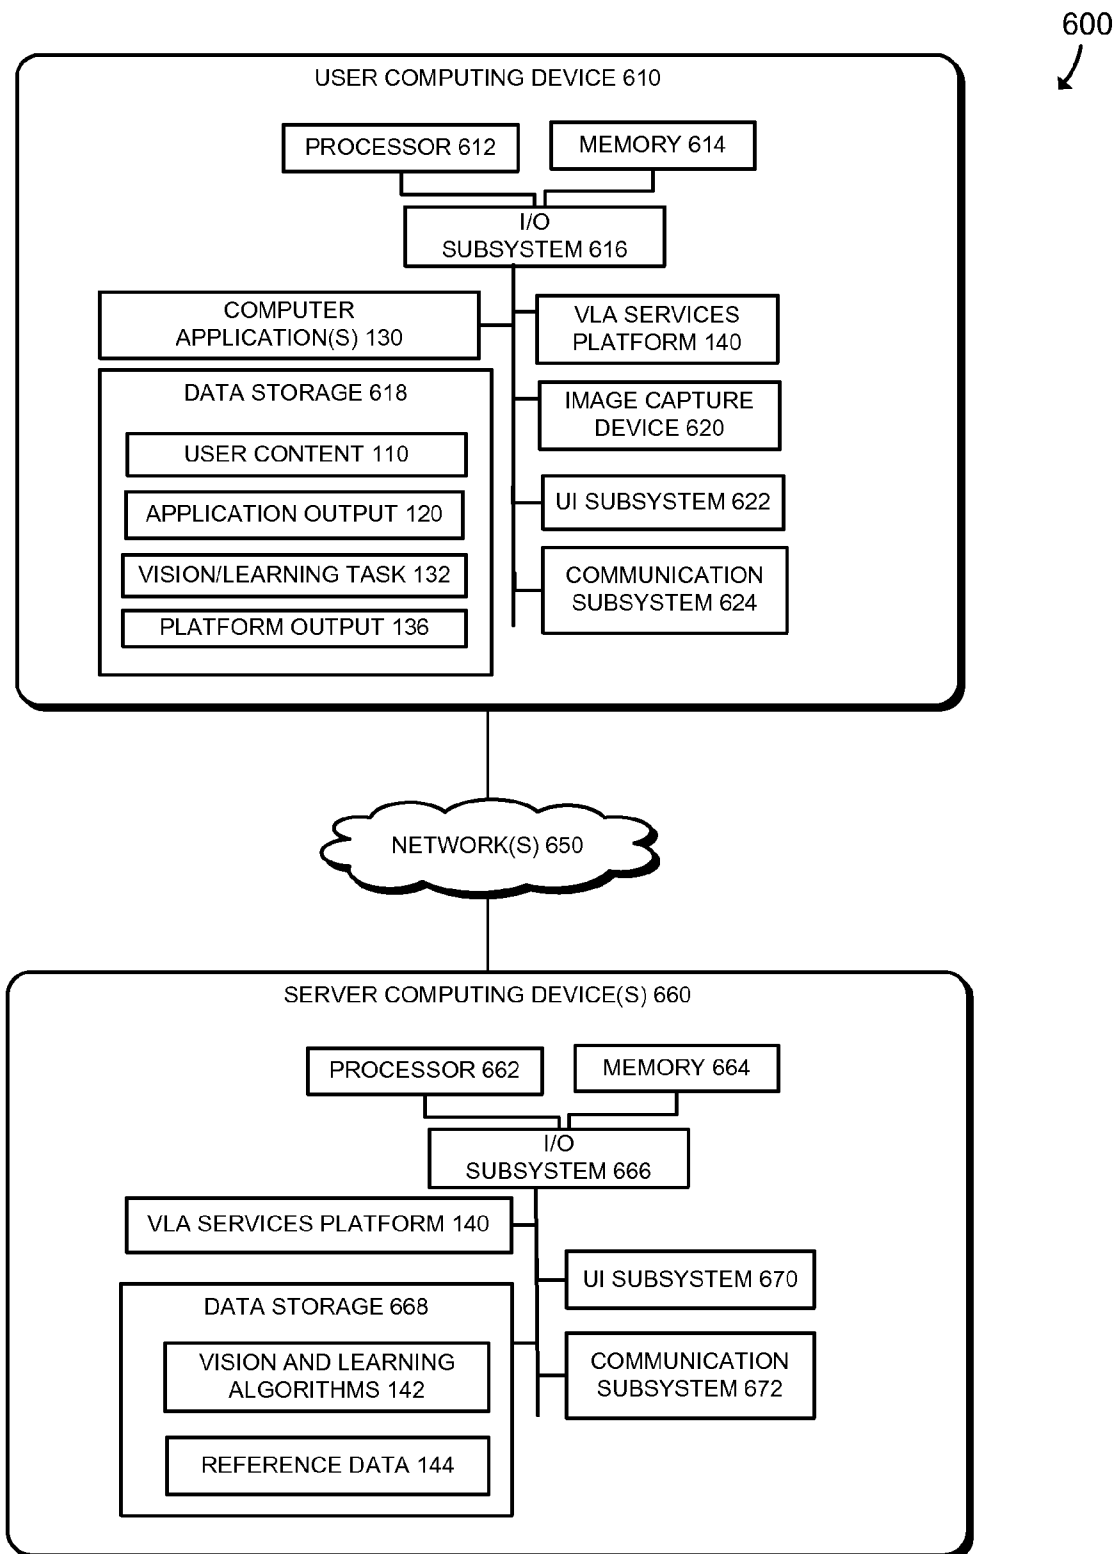 600
USER COMPUTING DEVICE 610
PROCESSOR 612
MEMORY 614
I/O
SUBSYSTEM 616
COMPUTER
APPLICATION(S) 130
VLA SERVICES
PLATFORM 140
DATA STORAGE 618
USER CONTENT 110
APPLICATION OUTPUT 120
VISION/LEARNING TASK 132
PLATFORM OUTPUT 136
IMAGE CAPTURE
DEVICE 620
UI SUBSYSTEM 622
COMMUNICATION
SUBSYSTEM 624
NETWORK(S) 650
SERVER COMPUTING DEVICE(S) 660
PROCESSOR 662
MEMORY 664
I/O
SUBSYSTEM 666
VLA SERVICES PLATFORM 140
DATA STORAGE 668
VISION AND LEARNING
ALGORITHMS 142
REFERENCE DATA 144
UI SUBSYSTEM 670
COMMUNICATION
SUBSYSTEM 672